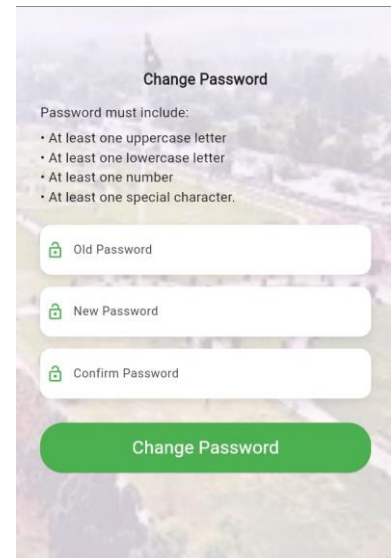 Change Password
Password must include:
• At least one uppercase letter
• At least one lowercase letter
• At least one number
• At least one special character.
Old Password
New Password
Confirm Password
Change Password